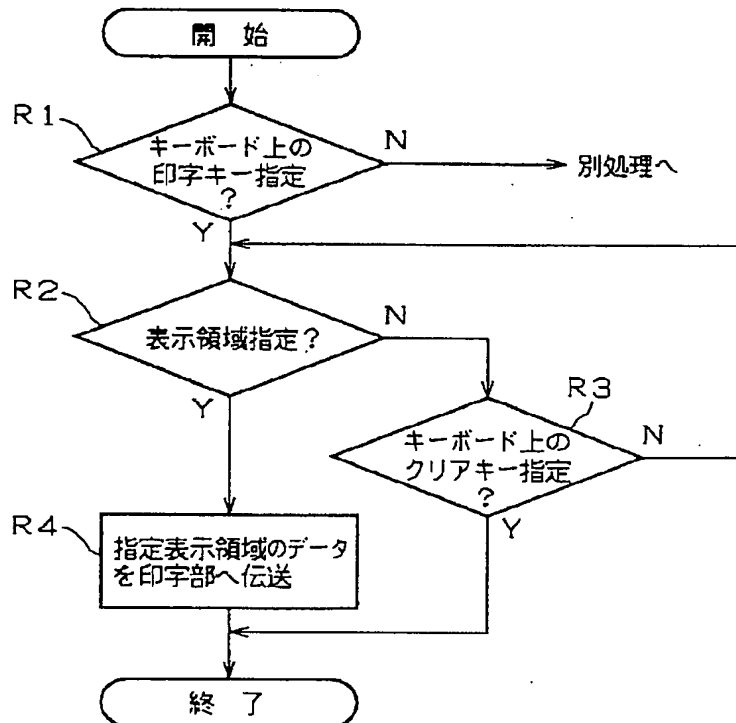 開 始
R1
キーボード上の
印字キー指定
?
N
別処理へ
Y
R2
表示領域指定?
N
Y
R3
キーボード上の
クリアキー指定
?
N
Y
R4
指定表示領域のデータ
を印字部へ伝送
終 了